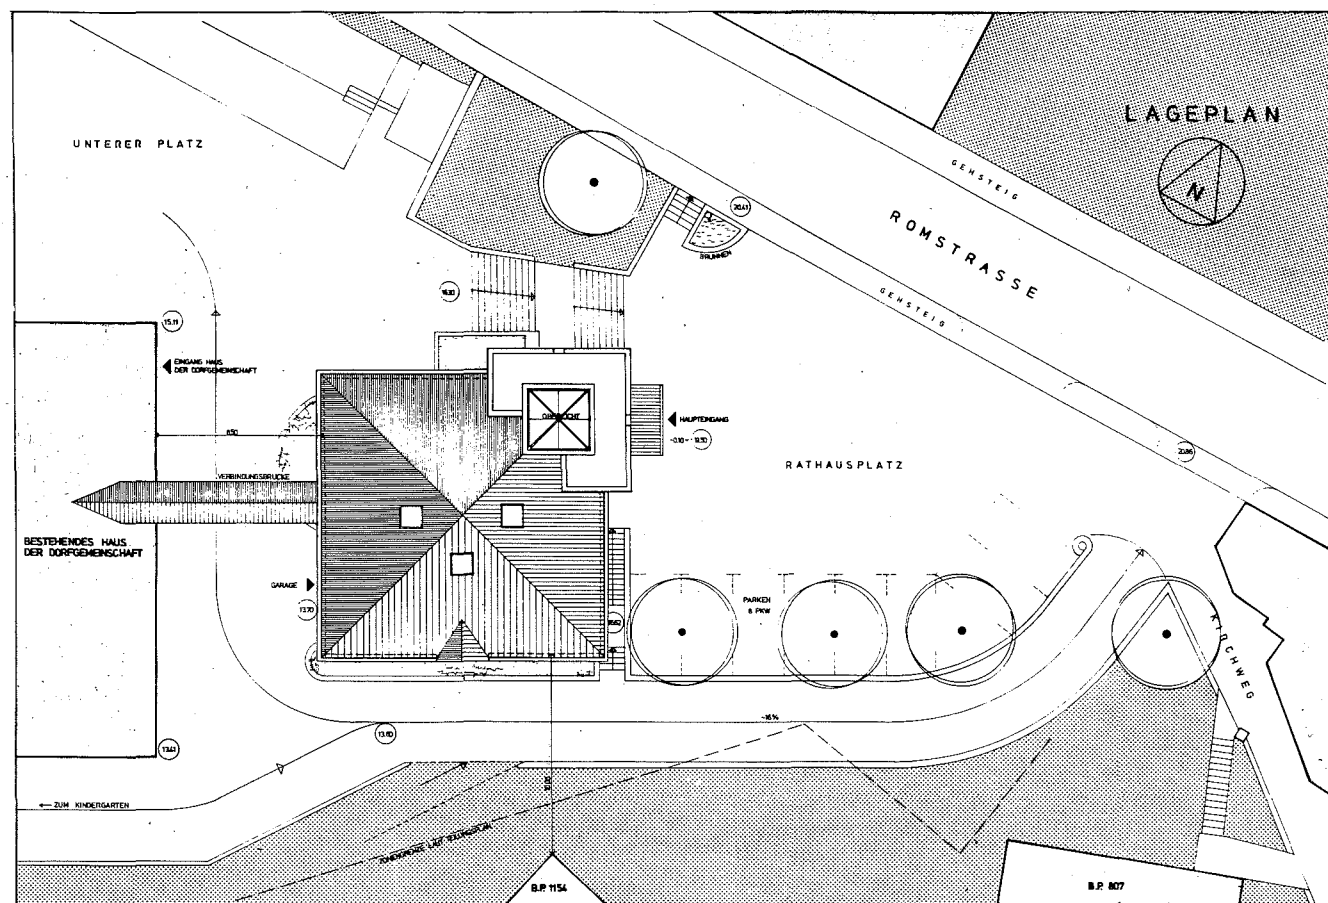 LAGEPLAN
N
UNTERER PLATZ
GEHSTEIG
ROMSTRASSE
GEHSTEIG
20.41
BRUNNEN
15.11
EINGANG HAUS
DER DORFGEMEINSCHAFT
8.50
VERBINDUNGSBRÜCKE
OBERLICHT
HAUPTEINGANG
RATHAUSPLATZ
20.86
BESTEHENDES HAUS
DER DORFGEMEINSCHAFT
GARAGE
13.70
PARKEN
8 PKW
KIRCHWEG
~16%
13.60
13.41
ZUM KINDERGARTEN
B.P. 1154
B.P. 807